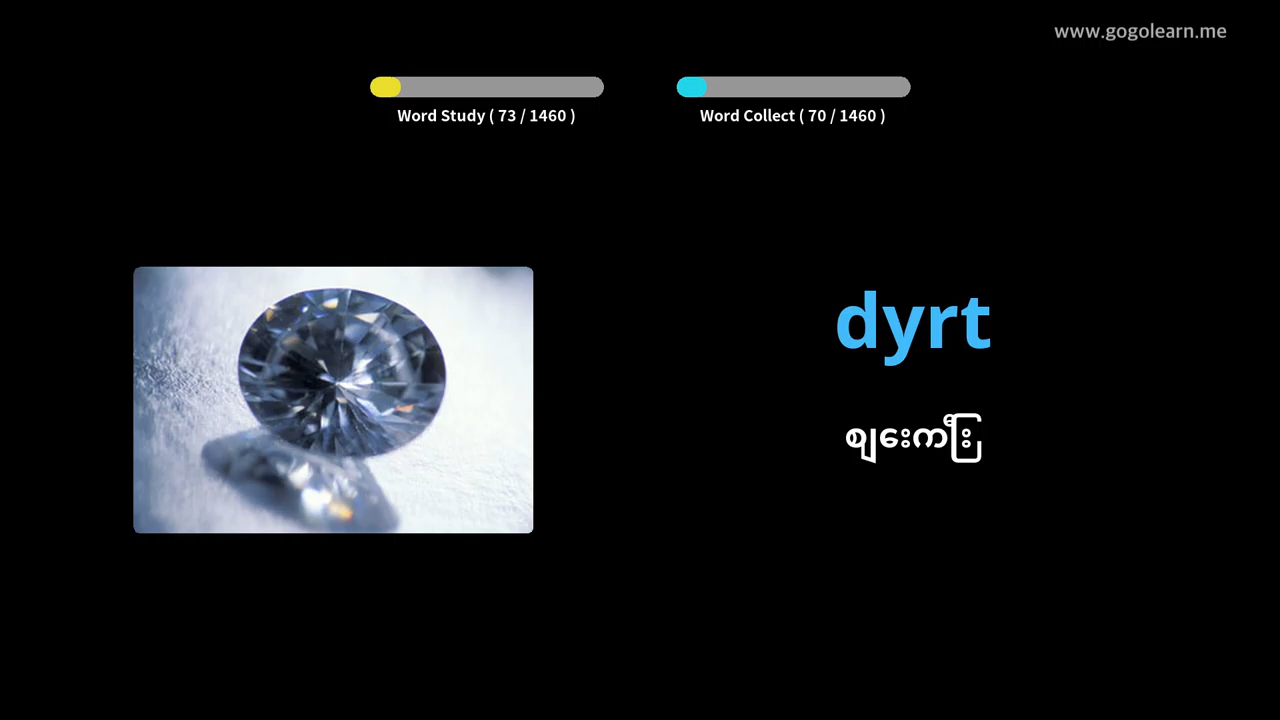 www.gogolearn.me
Word Study ( 73 / 1460 )
Word Collect ( 70 / 1460 )
dyrt
စျေးကြီး